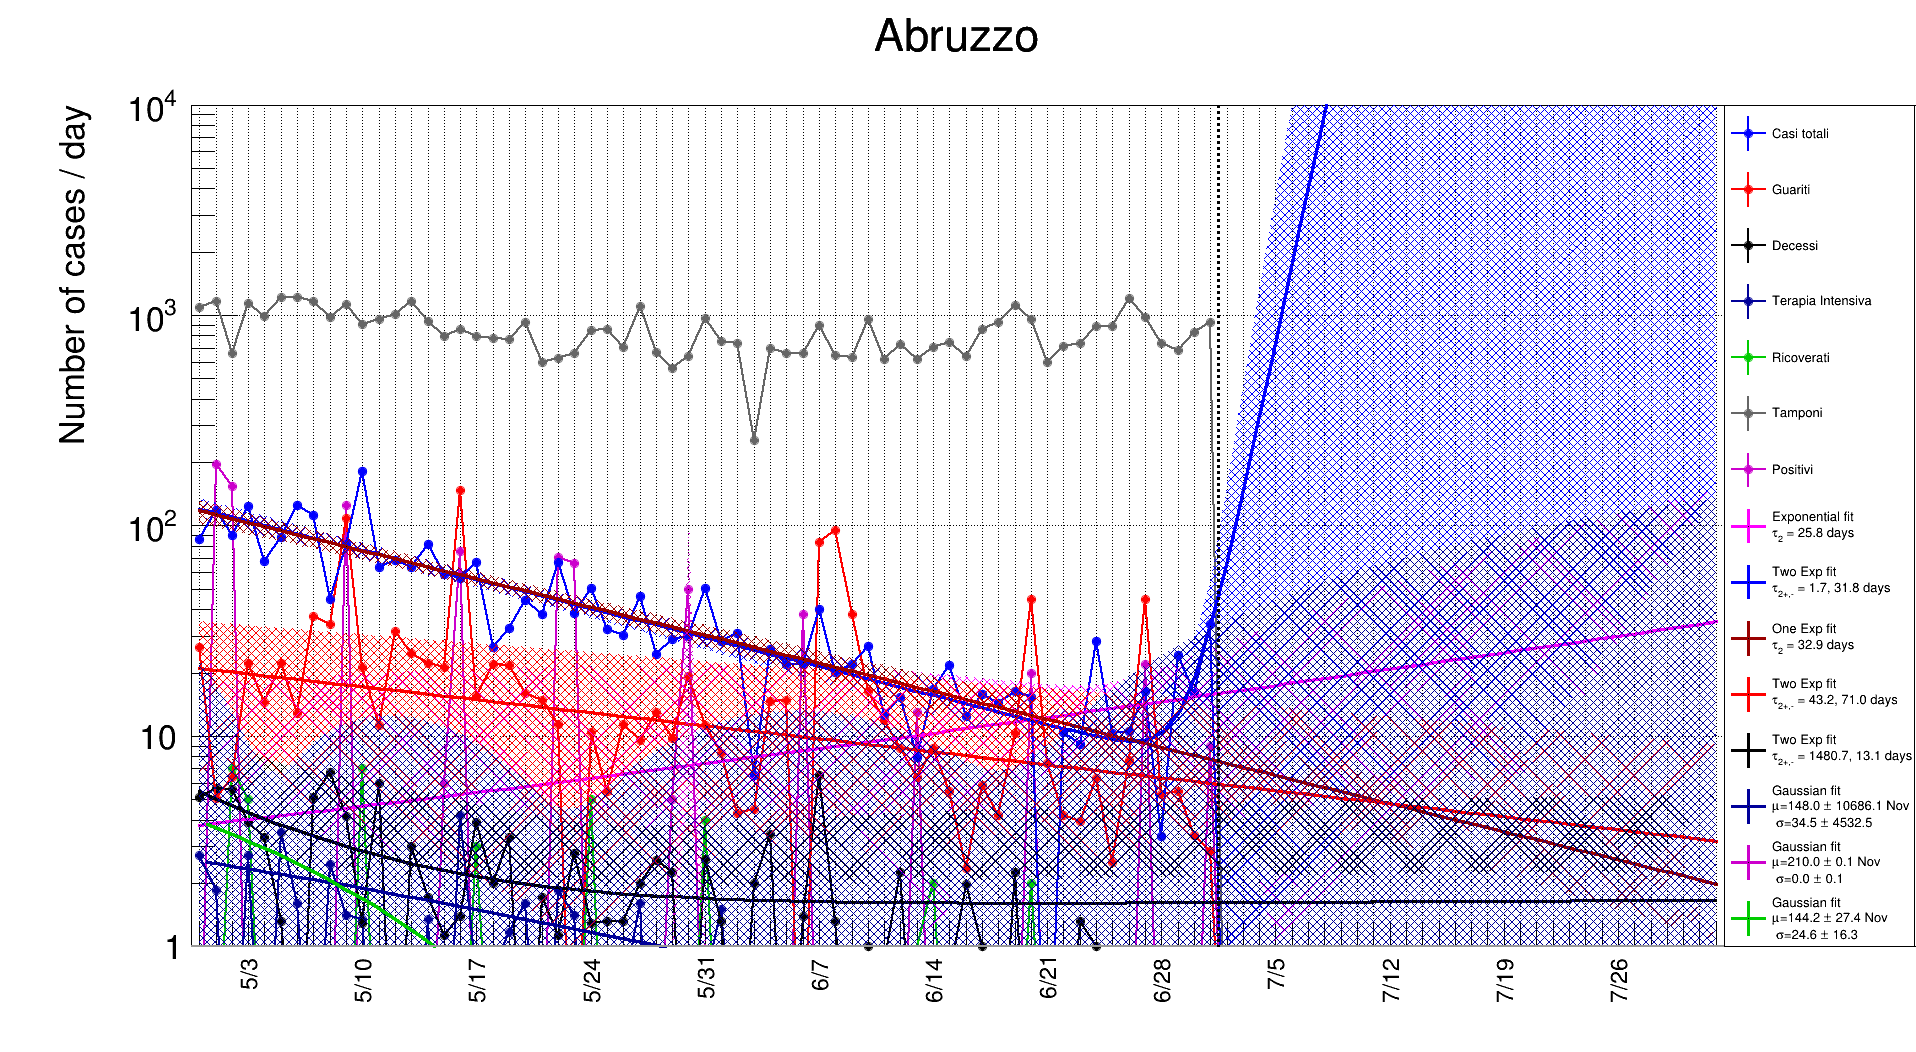 Abruzzo
Number of cases / day
10^4
10^3
10^2
10
1
5/3 5/10 5/17 5/24 5/31 6/7 6/14 6/21 6/28 7/5 7/12 7/19 7/26
Casi totali
Guariti
Decessi
Terapia Intensiva
Ricoverati
Tamponi
Positivi
Exponential fit
τ2 = 25.8 days
Two Exp fit
τ2+,- = 1.7, 31.8 days
One Exp fit
τ2 = 32.9 days
Two Exp fit
τ2+,- = 43.2, 71.0 days
Two Exp fit
τ2+,- = 1480.7, 13.1 days
Gaussian fit
μ=148.0 ± 10686.1 Nov
σ=34.5 ± 4532.5
Gaussian fit
μ=210.0 ± 0.1 Nov
σ=0.0 ± 0.1
Gaussian fit
μ=144.2 ± 27.4 Nov
σ=24.6 ± 16.3